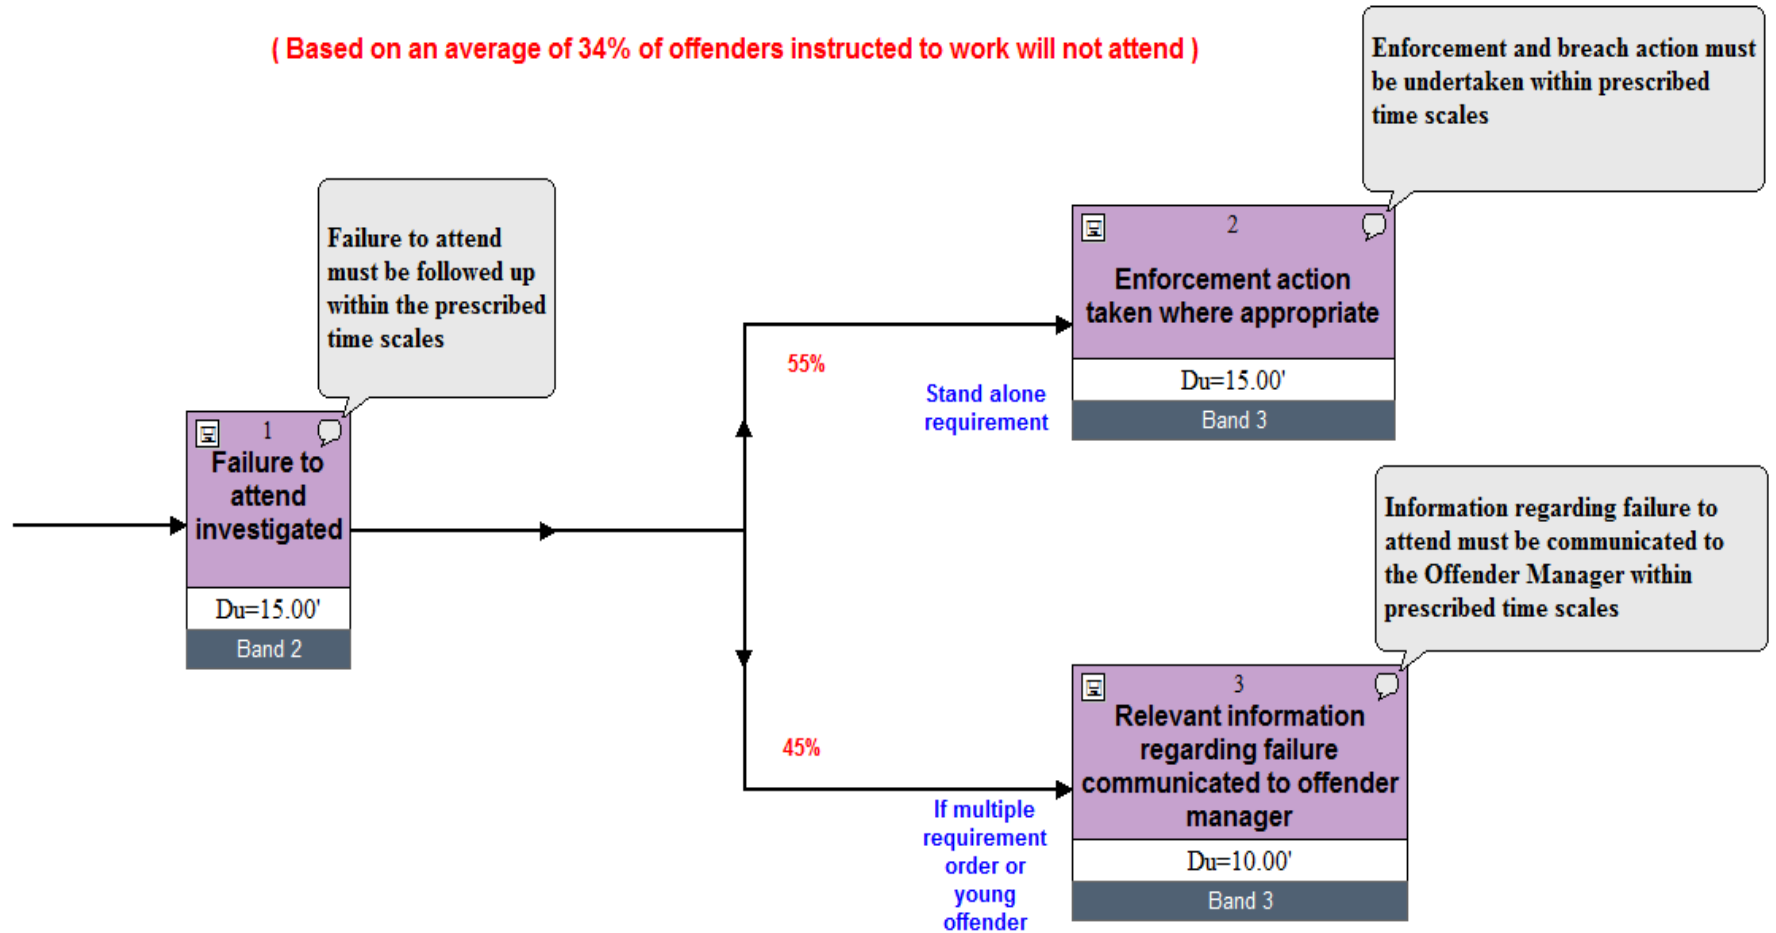 ( Based on an average of 34% of offenders instructed to work will not attend )
Enforcement and breach action must
be undertaken within prescribed
time scales
Failure to attend
must be followed up
within the prescribed
time scales
1
Failure to
attend
investigated
Du=15.00'
Band 2
55%
Stand alone
requirement
2
Enforcement action
taken where appropriate
Du=15.00'
Band 3
Information regarding failure to
attend must be communicated to
the Offender Manager within
prescribed time scales
45%
If multiple
requirement
order or
young
offender
3
Relevant information
regarding failure
communicated to offender
manager
Du=10.00'
Band 3